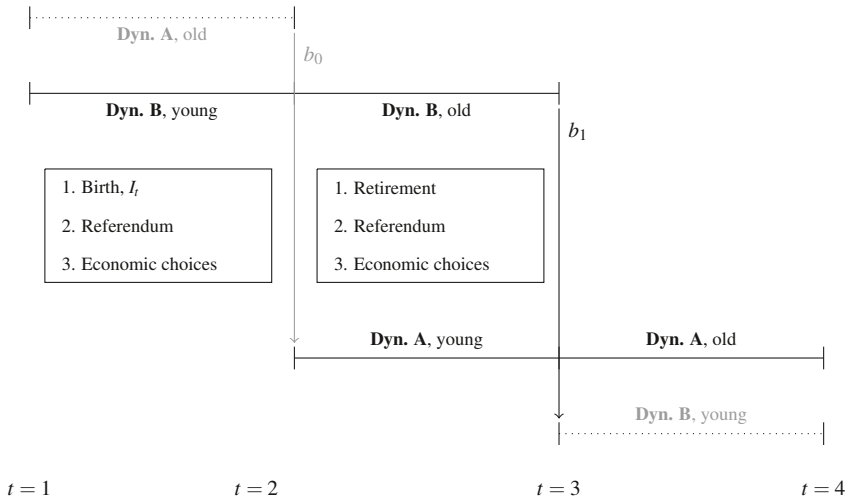 Dyn. A, old
b₀
Dyn. B, young Dyn. B, old
b₁
1. Birth, Iₜ
2. Referendum
3. Economic choices
1. Retirement
2. Referendum
3. Economic choices
Dyn. A, young Dyn. A, old
Dyn. B, young
t = 1 t = 2 t = 3 t = 4